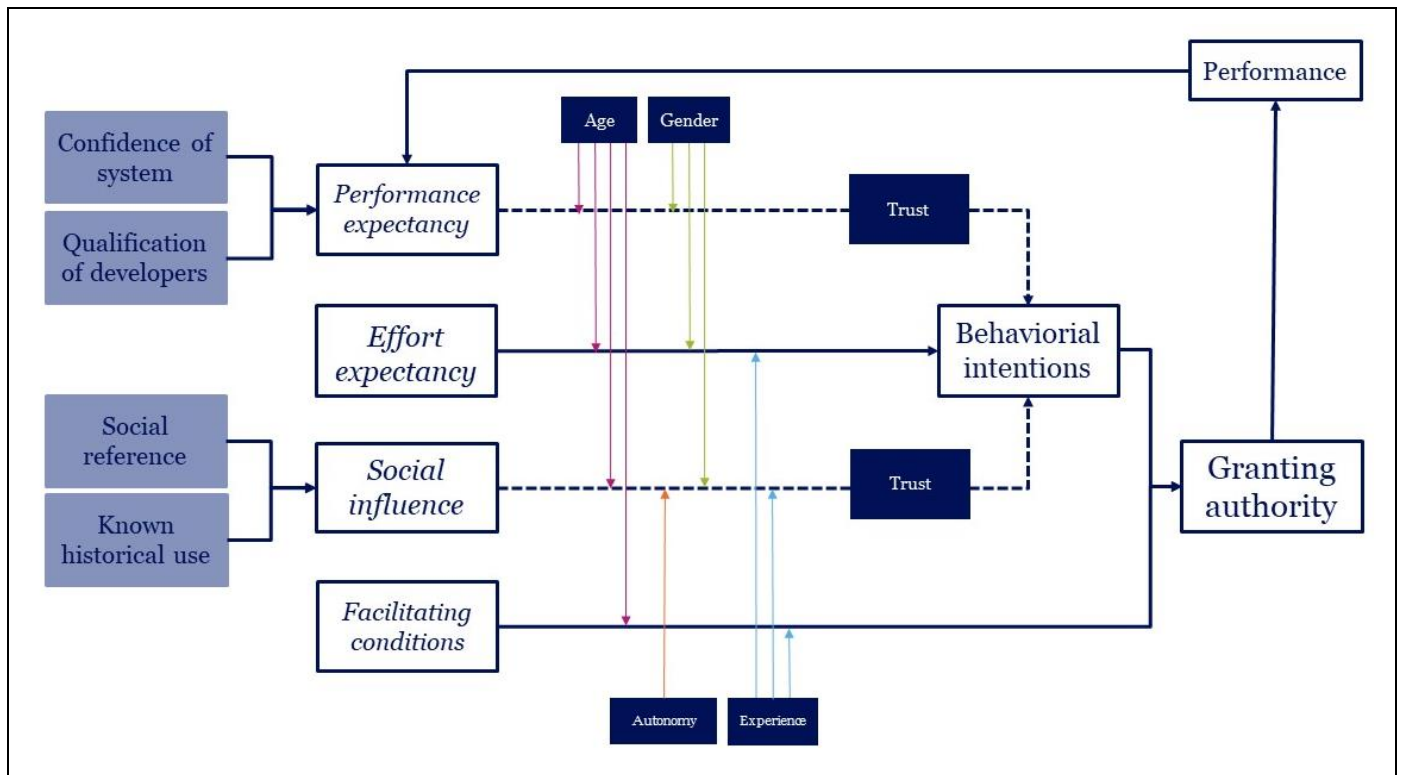 Performance
Age
Gender
Confidence of
system
Performance
expectancy
Trust
Qualification
of developers
Effort
expectancy
Behaviorial
intentions
Social
reference
Social
influence
Trust
Granting
authority
Known
historical use
Facilitating
conditions
Autonomy
Experience